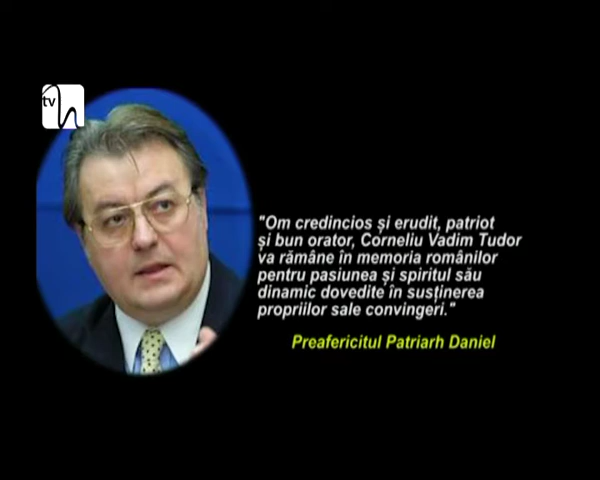 tv
"Om credincios și erudit, patriot
și bun orator, Corneliu Vadim Tudor
va rămâne în memoria românilor
pentru pasiunea și spiritul său
dinamic dovedite în susținerea
propriilor sale convingeri."
Preafericitul Patriarh Daniel